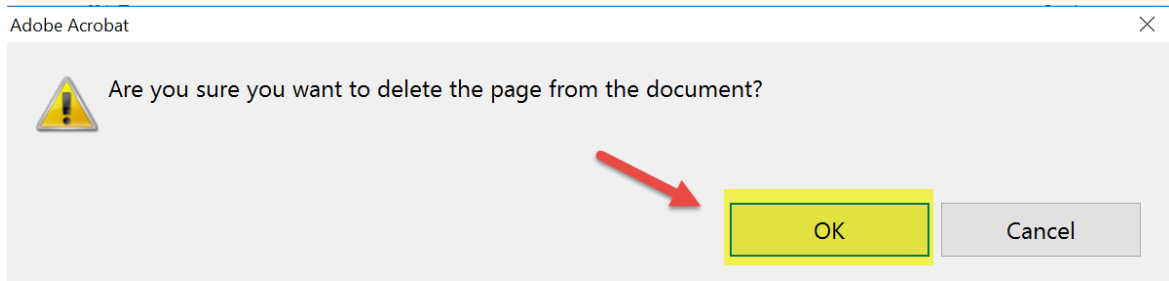 Adobe Acrobat
Are you sure you want to delete the page from the document?
OK Cancel